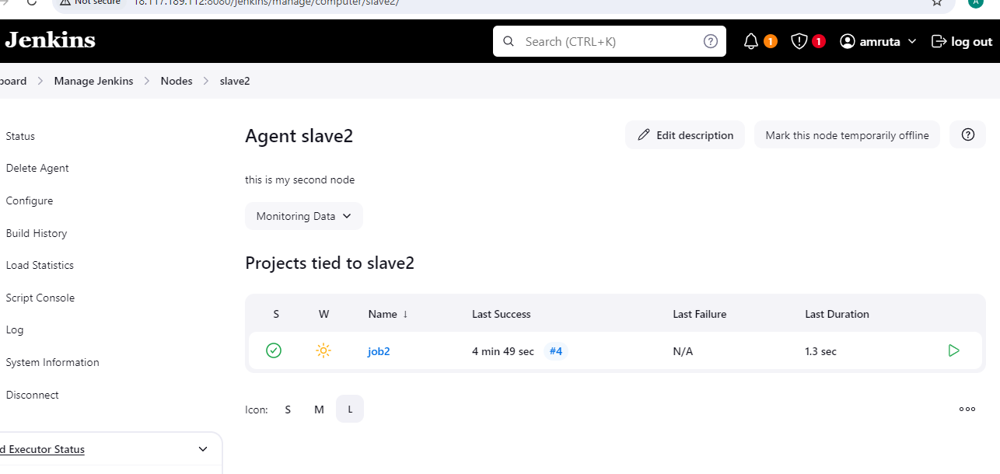 Not secure 18.117.189.112:8080/jenkins/manage/computer/slave2/ A
Jenkins Search (CTRL+K) ? 1 1 amruta log out
board Manage Jenkins Nodes slave2
Status
Delete Agent
Configure
Build History
Load Statistics
Script Console
Log
System Information
Disconnect
d Executor Status
Agent slave2 Edit description Mark this node temporarily offline ?
this is my second node
Monitoring Data
Projects tied to slave2
S W Name ↓ Last Success Last Failure Last Duration
job2 4 min 49 sec #4 N/A 1.3 sec
Icon: S M L